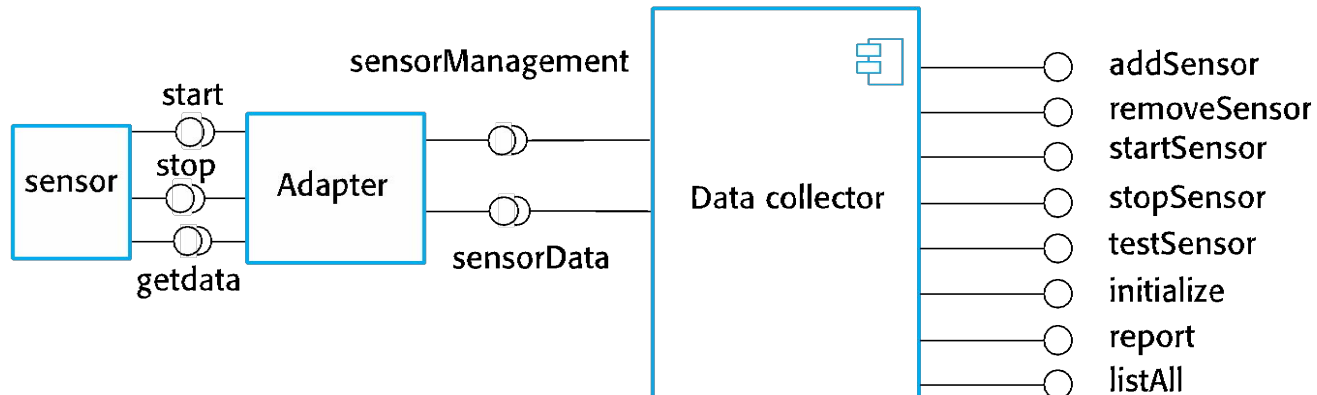 sensorManagement
start
stop
sensor
getdata
Adapter
sensorData
Data collector
addSensor
removeSensor
startSensor
stopSensor
testSensor
initialize
report
listAll